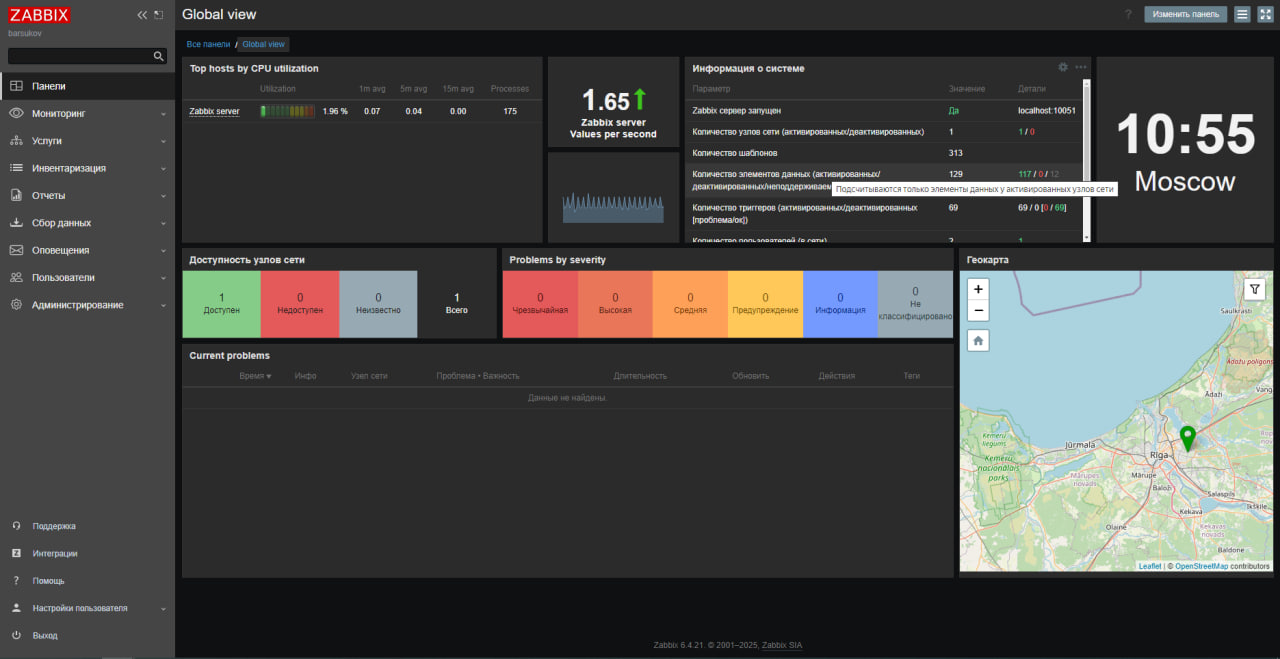 ZABBIX
barsukov
Панели
Мониторинг
Услуги
Инвентаризация
Отчеты
Сбор данных
Оповещения
Пользователи
Администрирование
Поддержка
Интеграции
Помощь
Настройки пользователя
Выход
Global view
? Изменить панель
Все панели / Global view
Top hosts by CPU utilization
Utilization 1m avg 5m avg 15m avg Processes
Zabbix server 1.96 % 0.07 0.04 0.00 175
1.65
Zabbix server
Values per second
Информация о системе
Параметр Значение Детали
Zabbix сервер запущен Да localhost:10051
Количество узлов сети (активированных/деактивированных) 1 1 / 0
Количество шаблонов 313
Количество элементов данных (активированных/ 129 117 / 0 / 12
деактивированных/неподдерживаем
Подсчитываются только элементы данных у активированных узлов сети
Количество триггеров (активированных/деактивированных 69 69 / 0 [0 / 69]
[проблема/ок])
Количество пользователей (в сети) 2 1
10:55
Moscow
Доступность узлов сети
1
Доступен
0
Недоступен
0
Неизвестно
1
Всего
Problems by severity
0
Чрезвычайная
0
Высокая
0
Средняя
0
Предупреждение
0
Информация
0
Не
классифицировано
Current problems
Время Инфо Узел сети Проблема • Важность Длительность Обновить Действия Теги
Данные не найдены.
Геокарта
+
−
Saulkrasti
Ādažu poligons
Ādaži
Vang
Ķemeru
liegums
Jūrmala
Rīga
Ķemeru
nacionālais
parks
Mārupe
Mārupes
novads
Baloži
Salaspils
Ikšķile
Ķekava
Olaine
Ķekavas
novads
Baldone
Leaflet | © OpenStreetMap contributors
Zabbix 6.4.21. © 2001–2025, Zabbix SIA